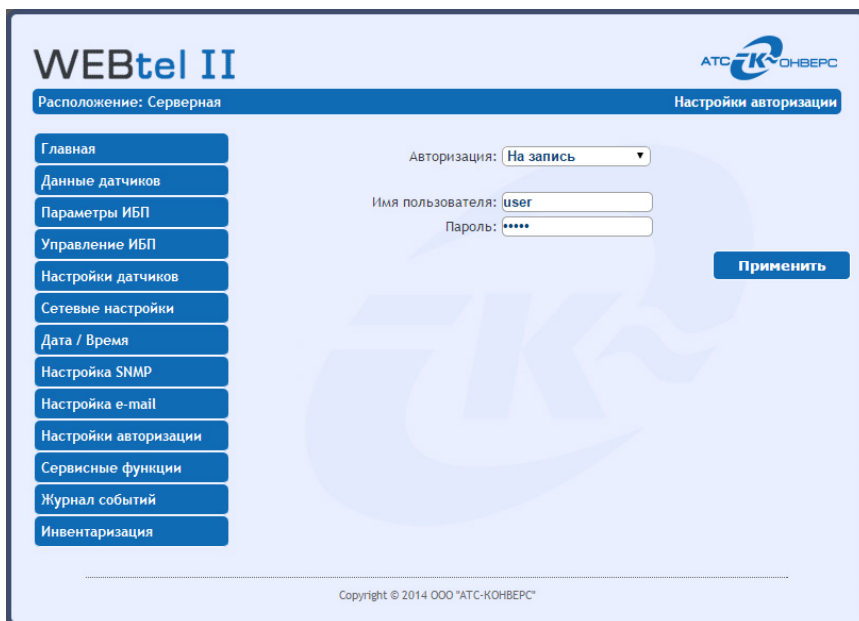 WEBtel II
АТС КОНВЕРС
Расположение: Серверная
Настройки авторизации
Главная
Данные датчиков
Параметры ИБП
Управление ИБП
Настройки датчиков
Сетевые настройки
Дата / Время
Настройка SNMP
Настройка e-mail
Настройки авторизации
Сервисные функции
Журнал событий
Инвентаризация
Авторизация: На запись
Имя пользователя: user
Пароль: •••••
Применить
Copyright © 2014 ООО "АТС-КОНВЕРС"